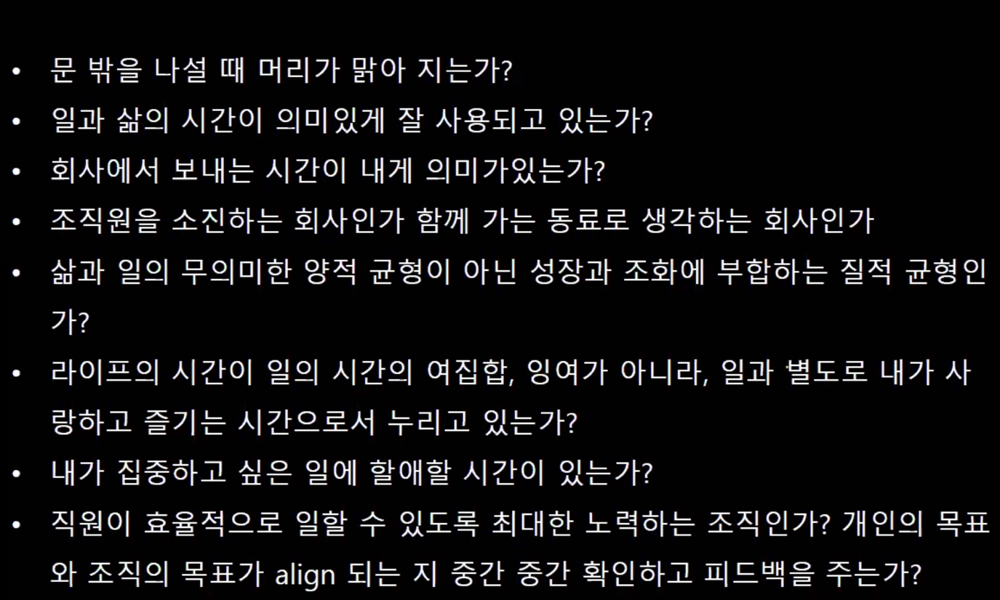 • 문 밖을 나설 때 머리가 맑아 지는가?
• 일과 삶의 시간이 의미있게 잘 사용되고 있는가?
• 회사에서 보내는 시간이 내게 의미가있는가?
• 조직원을 소진하는 회사인가 함께 가는 동료로 생각하는 회사인가
• 삶과 일의 무의미한 양적 균형이 아닌 성장과 조화에 부합하는 질적 균형인
가?
• 라이프의 시간이 일의 시간의 여집합, 잉여가 아니라, 일과 별도로 내가 사
랑하고 즐기는 시간으로서 누리고 있는가?
• 내가 집중하고 싶은 일에 할애할 시간이 있는가?
• 직원이 효율적으로 일할 수 있도록 최대한 노력하는 조직인가? 개인의 목표
와 조직의 목표가 align 되는 지 중간 중간 확인하고 피드백을 주는가?